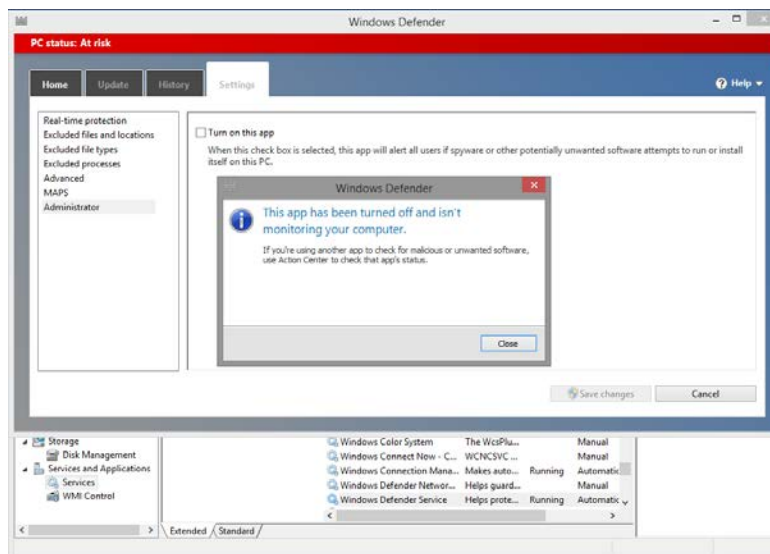 Windows Defender
PC status: At risk
Home
Update
History
Settings
Help
Real-time protection
Excluded files and locations
Excluded file types
Excluded processes
Advanced
MAPS
Administrator
Turn on this app
When this check box is selected, this app will alert all users if spyware or other potentially unwanted software attempts to run or install
itself on this PC.
Windows Defender
This app has been turned off and isn't
monitoring your computer.
If you're using another app to check for malicious or unwanted software,
use Action Center to check that app's status.
Close
Save changes
Cancel
Storage
Disk Management
Services and Applications
Services
WMI Control
Windows Color System The WcsPlu... Manual
Windows Connect Now - C... WCNCSVC ... Manual
Windows Connection Mana... Makes auto... Running Automatic
Windows Defender Networ... Helps guard... Manual
Windows Defender Service Helps prote... Running Automatic
Extended Standard